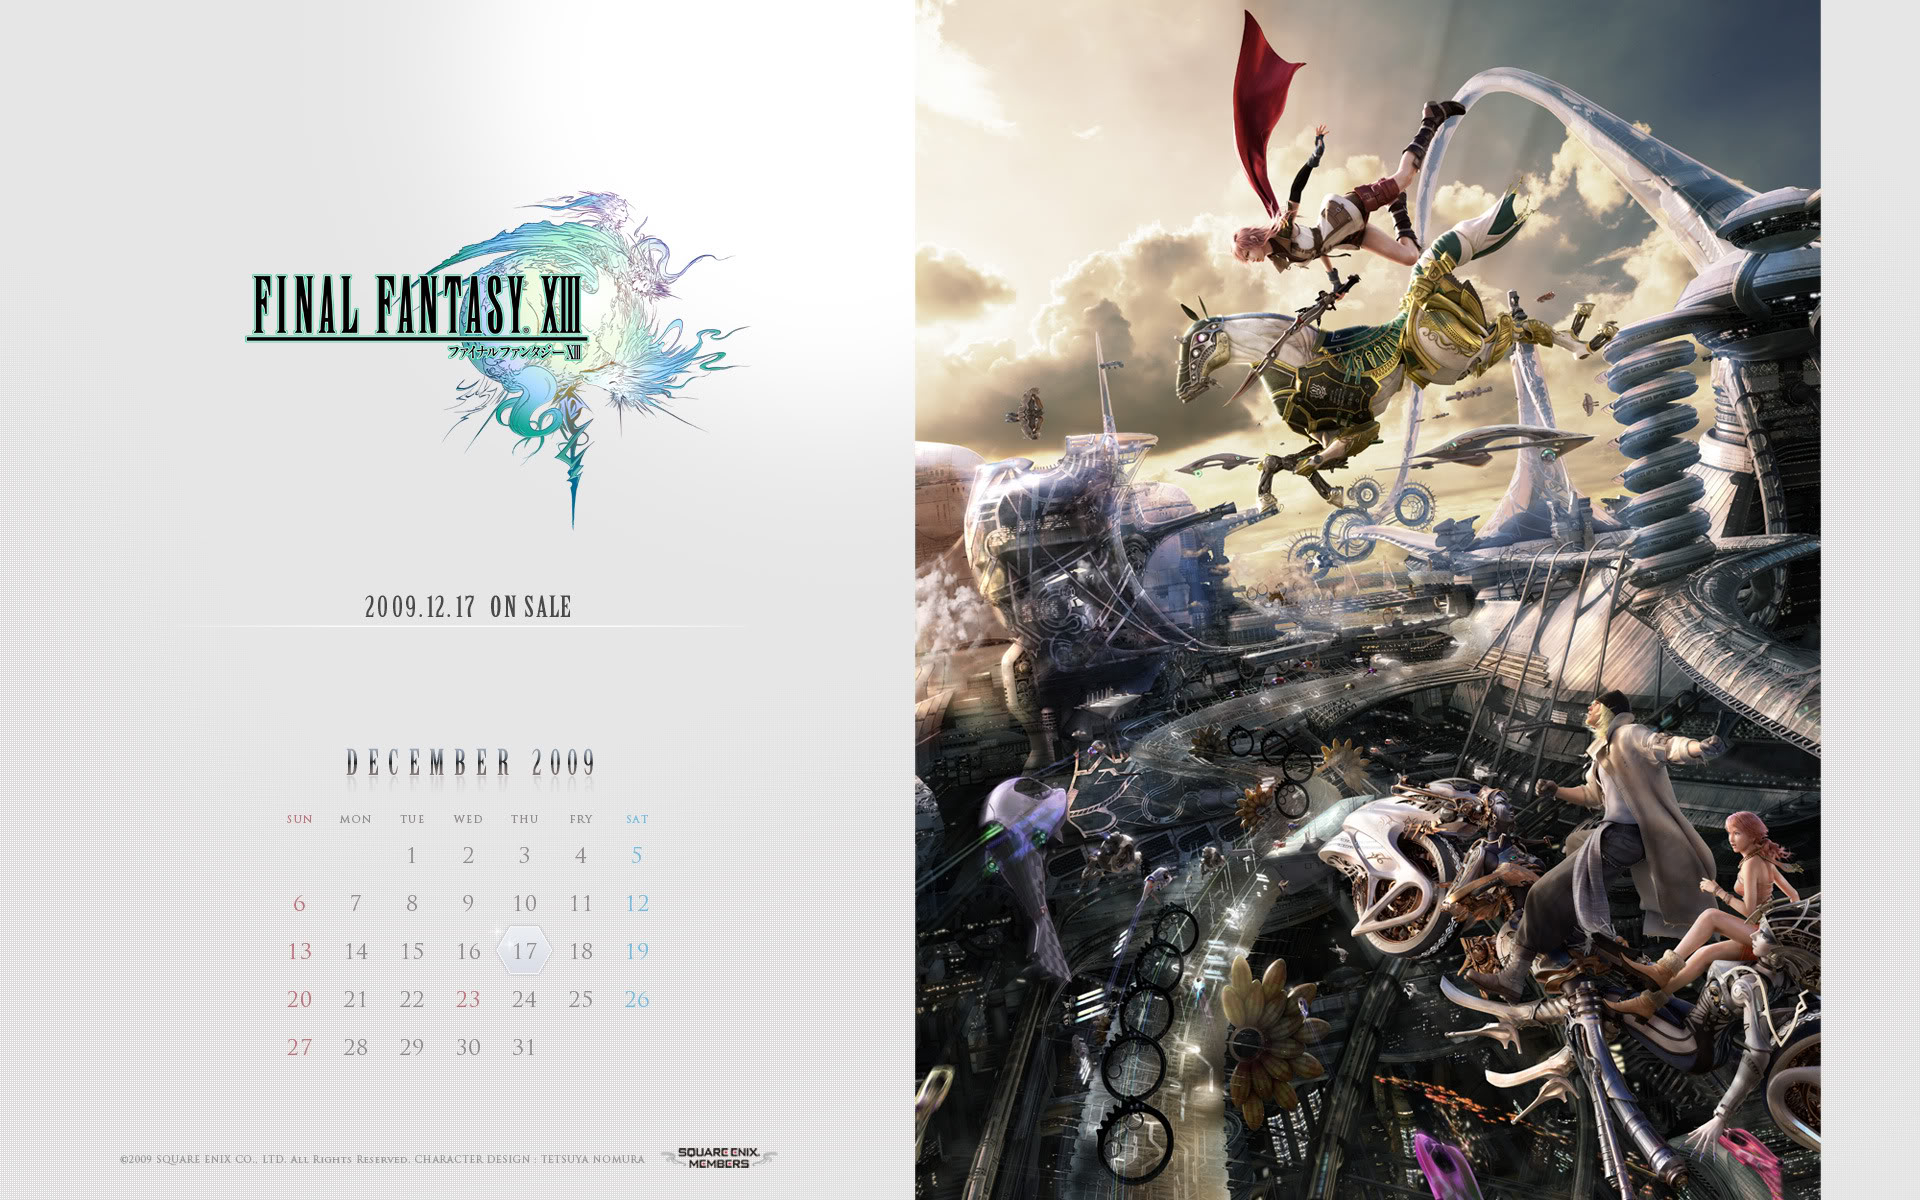 FINAL FANTASY® XIII
ファイナルファンタジーXIII
2009.12.17 ON SALE
DECEMBER 2009
SUN MON TUE WED THU FRY SAT
1 2 3 4 5
6 7 8 9 10 11 12
13 14 15 16 17 18 19
20 21 22 23 24 25 26
27 28 29 30 31
©2009 SQUARE ENIX CO., LTD. All Rights Reserved. CHARACTER DESIGN : TETSUYA NOMURA
SQUARE ENIX
MEMBERS